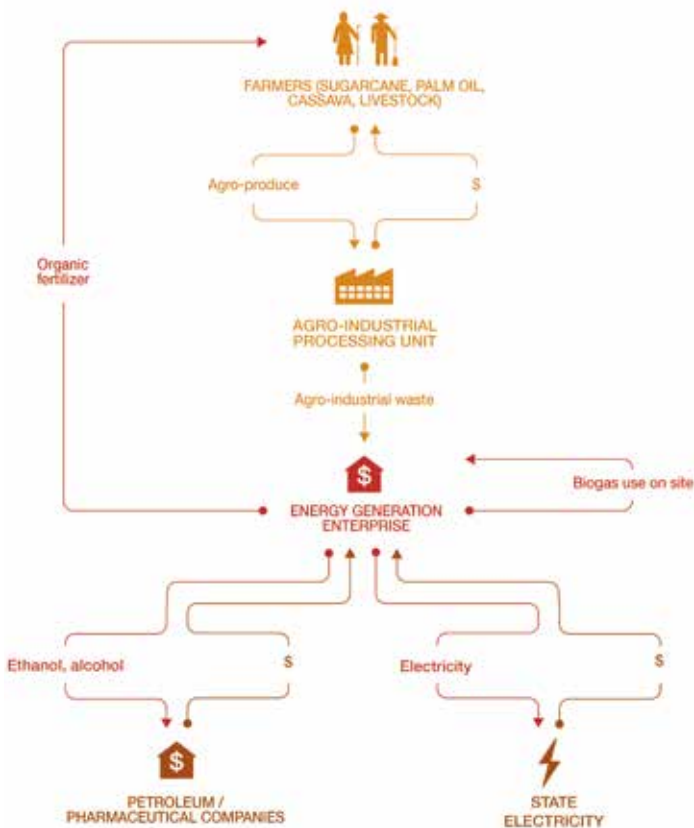 FARMERS (SUGARCANE, PALM OIL,
CASSAVA, LIVESTOCK)
Agro-produce
$
Organic
fertilizer
AGRO-INDUSTRIAL
PROCESSING UNIT
Agro-industrial waste
$
Biogas use on site
ENERGY GENERATION
ENTERPRISE
Ethanol, alcohol
$
Electricity
$
$
PETROLEUM /
PHARMACEUTICAL COMPANIES
STATE
ELECTRICITY